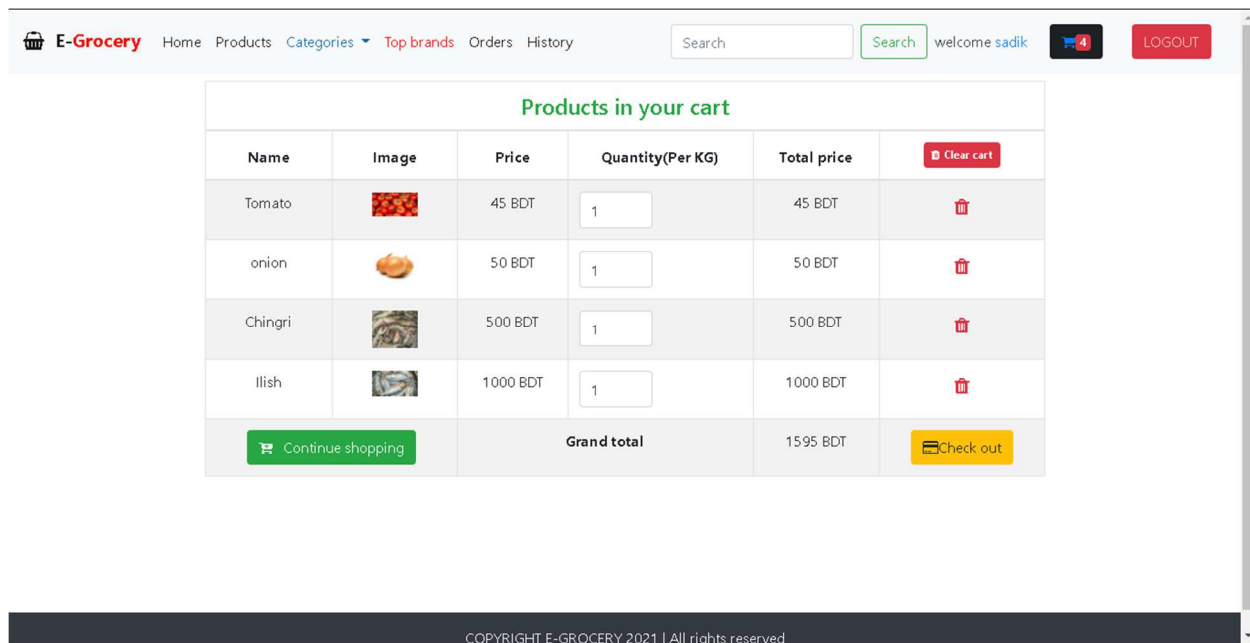 E-Grocery Home Products Categories Top brands Orders History Search Search welcome sadik 4 LOGOUT
Products in your cart
Name Image Price Quantity(Per KG) Total price Clear cart
Tomato 45 BDT 1 45 BDT
onion 50 BDT 1 50 BDT
Chingri 500 BDT 1 500 BDT
Ilish 1000 BDT 1 1000 BDT
Continue shopping Grand total 1595 BDT Check out
COPYRIGHT E-GROCERY 2021 | All rights reserved